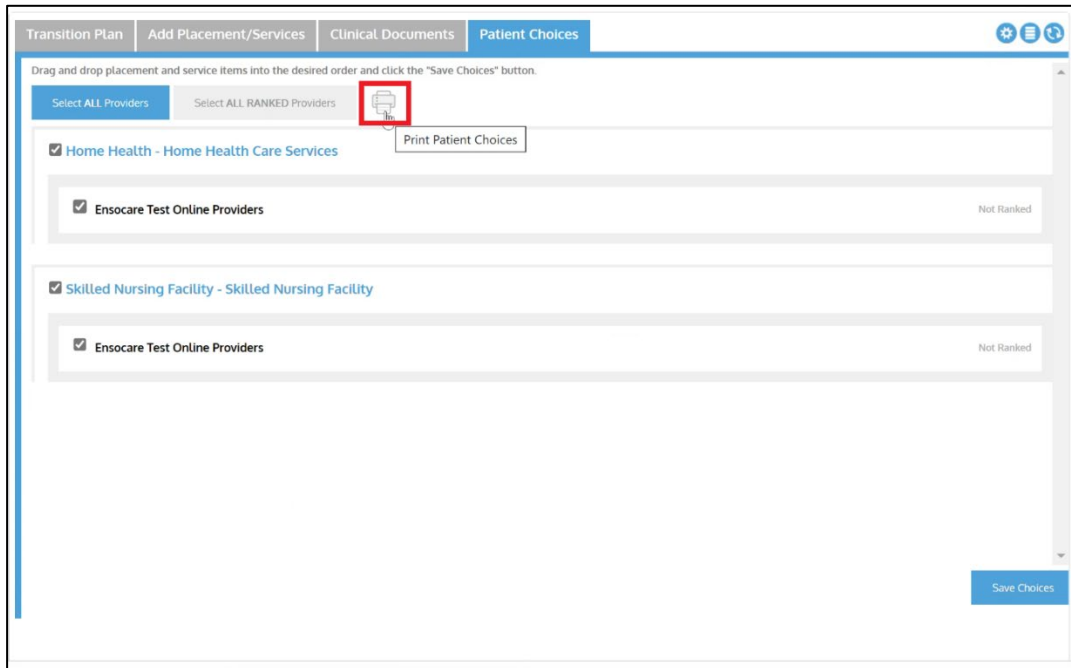 Transition Plan Add Placement/Services Clinical Documents Patient Choices
Drag and drop placement and service items into the desired order and click the "Save Choices" button.
Select ALL Providers Select ALL RANKED Providers
Print Patient Choices
Home Health - Home Health Care Services
Ensocare Test Online Providers Not Ranked
Skilled Nursing Facility - Skilled Nursing Facility
Ensocare Test Online Providers Not Ranked
Save Choices